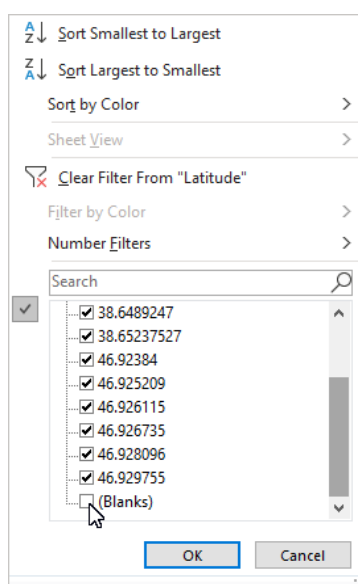 Sort Smallest to Largest
Sort Largest to Smallest
Sort by Color
Sheet View
Clear Filter From "Latitude"
Filter by Color
Number Filters
Search
38.6489247
38.65237527
46.92384
46.925209
46.926115
46.926735
46.928096
46.929755
(Blanks)
OK Cancel